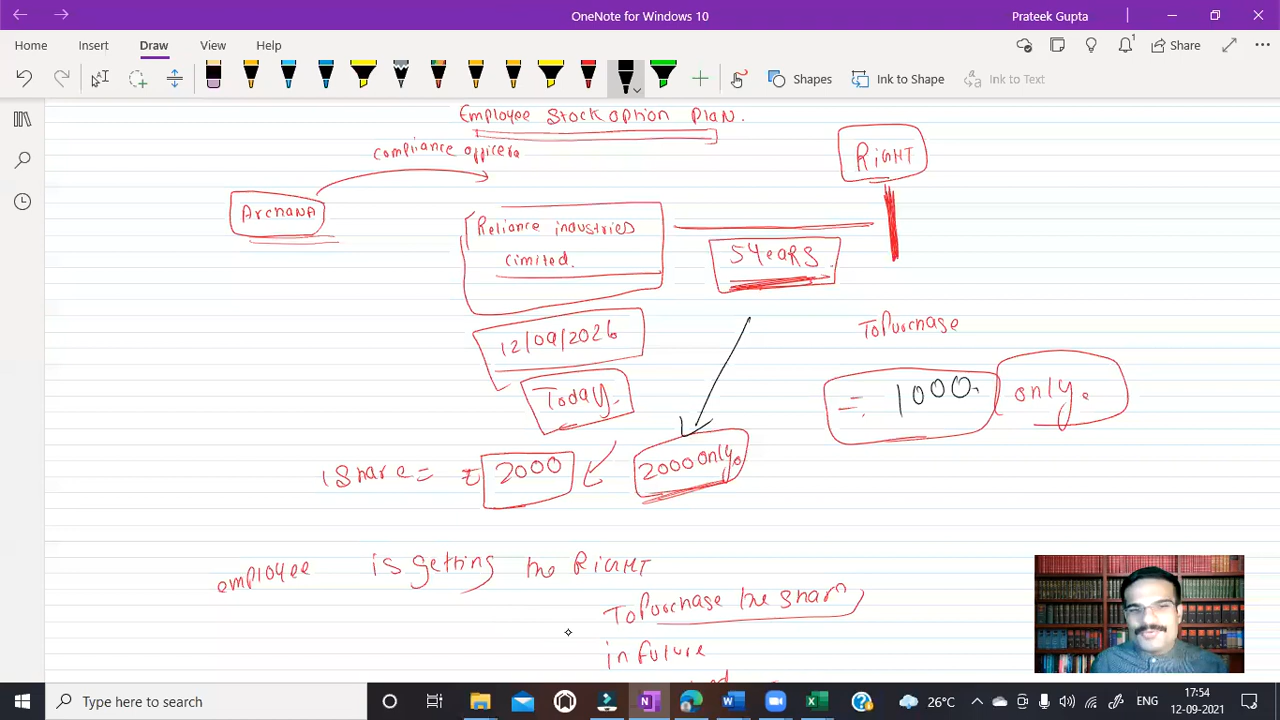 OneNote for Windows 10
Prateek Gupta
Home Insert Draw View Help
Share
Shapes
Ink to Shape
Ink to Text
Employee Stock option Plan.
compliance officera
RIGHT
ArchanA
Reliance industries
Limited.
5 YeaRS.
12/09/2026
To Purchase
Today.
= 1000. only.
1 Share = ₹ 2000
2000 only.
employee is getting the RIGHT
To Purchase the share
in future
Type here to search
26°C
ENG
17:54
12-09-2021